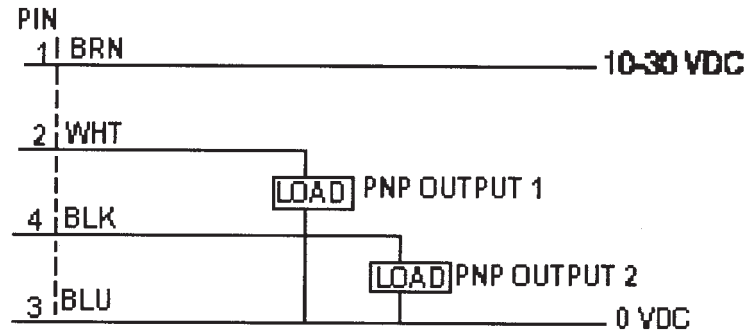 PIN
1 BRN
10-30 VDC
2 WHT
LOAD PNP OUTPUT 1
4 BLK
LOAD PNP OUTPUT 2
3 BLU
0 VDC